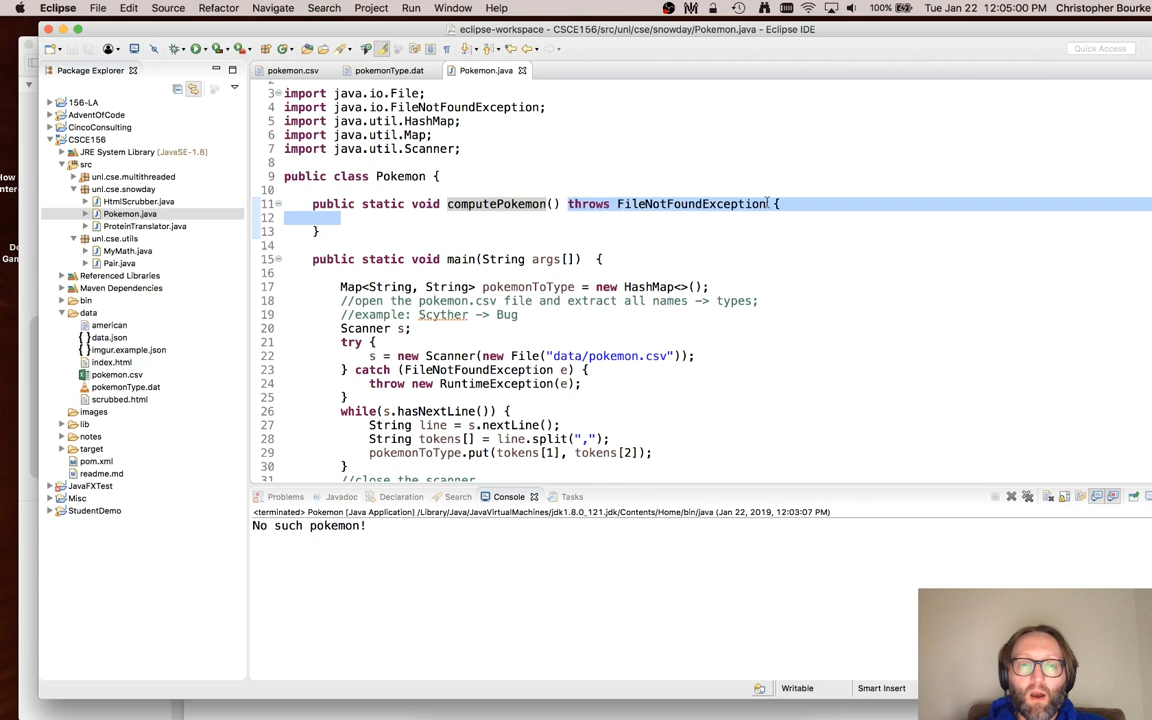 Eclipse File Edit Source Refactor Navigate Search Project Run Window Help 100% Tue Jan 22 12:05:00 PM Christopher Bourke
eclipse-workspace - CSCE156/src/unl/cse/snowday/Pokemon.java - Eclipse IDE
Quick Access
Package Explorer
pokemon.csv pokemonType.dat Pokemon.java
156-LA
AdventOfCode
CincoConsulting
CSCE156
JRE System Library [JavaSE-1.8]
src
unl.cse.multithreaded
unl.cse.snowday
HtmlScrubber.java
Pokemon.java
ProteinTranslator.java
unl.cse.utils
MyMath.java
Pair.java
Referenced Libraries
Maven Dependencies
bin
data
american
data.json
imgur.example.json
index.html
pokemon.csv
pokemonType.dat
scrubbed.html
images
lib
notes
target
pom.xml
readme.md
JavaFXTest
Misc
StudentDemo
3 import java.io.File;
4 import java.io.FileNotFoundException;
5 import java.util.HashMap;
6 import java.util.Map;
7 import java.util.Scanner;
8
9 public class Pokemon {
10
11 public static void computePokemon() throws FileNotFoundException {
12
13 }
14
15 public static void main(String args[]) {
16
17 Map<String, String> pokemonToType = new HashMap<>();
18 //open the pokemon.csv file and extract all names -> types;
19 //example: Scyther -> Bug
20 Scanner s;
21 try {
22 s = new Scanner(new File("data/pokemon.csv"));
23 } catch (FileNotFoundException e) {
24 throw new RuntimeException(e);
25 }
26 while(s.hasNextLine()) {
27 String line = s.nextLine();
28 String tokens[] = line.split(",");
29 pokemonToType.put(tokens[1], tokens[2]);
30 }
31 //close the scanner
Problems Javadoc Declaration Search Console Tasks
<terminated> Pokemon [Java Application] /Library/Java/JavaVirtualMachines/jdk1.8.0_121.jdk/Contents/Home/bin/java (Jan 22, 2019, 12:03:07 PM)
No such pokemon!
Writable Smart Insert